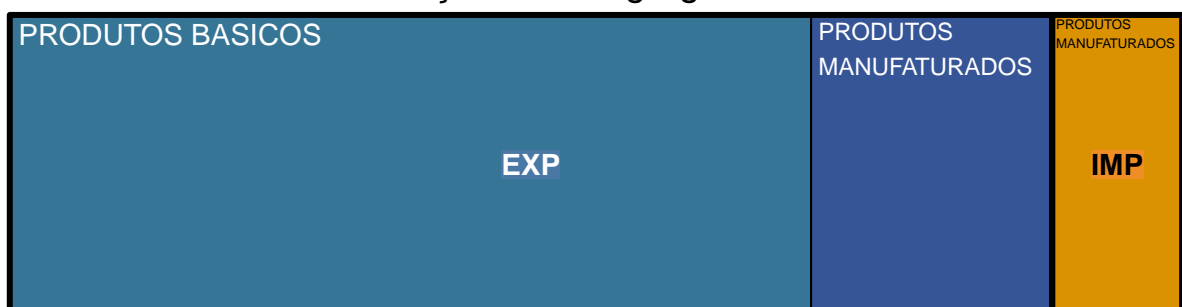 PRODUTOS BASICOS
PRODUTOS
MANUFATURADOS
PRODUTOS
MANUFATURADOS
EXP
IMP